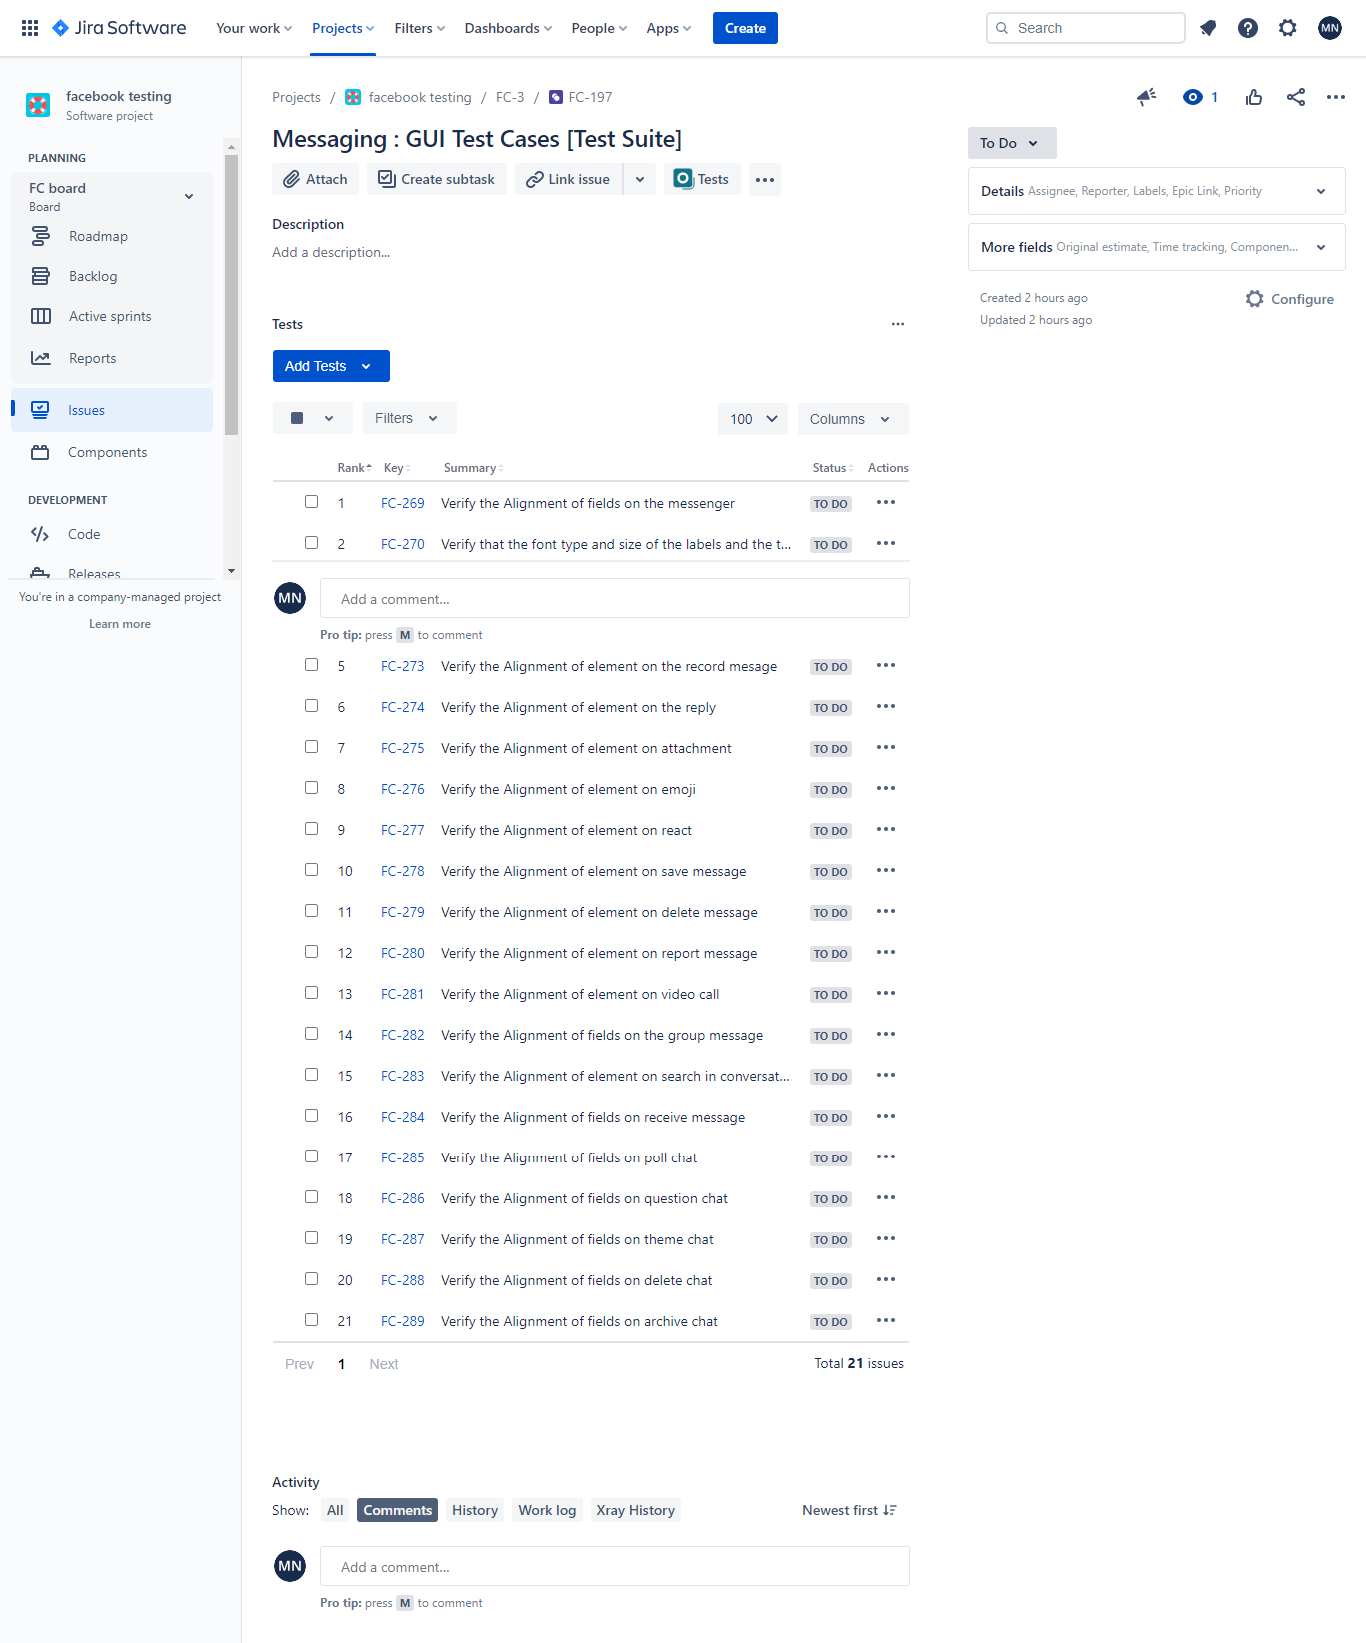 Jira Software Your work Projects Filters Dashboards People Apps Create Search MN
facebook testing
Software project
PLANNING
FC board
Board
Roadmap
Backlog
Active sprints
Reports
Issues
Components
DEVELOPMENT
Code
Releases
You're in a company-managed project
Learn more
Projects / facebook testing / FC-3 / FC-197
1
Messaging : GUI Test Cases [Test Suite]
Attach Create subtask Link issue Tests
Description
Add a description...
To Do
Details Assignee, Reporter, Labels, Epic Link, Priority
More fields Original estimate, Time tracking, Componen...
Created 2 hours ago
Updated 2 hours ago
Configure
Tests
Add Tests
Filters 100 Columns
Rank Key Summary Status Actions
1 FC-269 Verify the Alignment of fields on the messenger TO DO
2 FC-270 Verify that the font type and size of the labels and the t... TO DO
MN Add a comment...
Pro tip: press M to comment
5 FC-273 Verify the Alignment of element on the record mesage TO DO
6 FC-274 Verify the Alignment of element on the reply TO DO
7 FC-275 Verify the Alignment of element on attachment TO DO
8 FC-276 Verify the Alignment of element on emoji TO DO
9 FC-277 Verify the Alignment of element on react TO DO
10 FC-278 Verify the Alignment of element on save message TO DO
11 FC-279 Verify the Alignment of element on delete message TO DO
12 FC-280 Verify the Alignment of element on report message TO DO
13 FC-281 Verify the Alignment of element on video call TO DO
14 FC-282 Verify the Alignment of fields on the group message TO DO
15 FC-283 Verify the Alignment of element on search in conversat... TO DO
16 FC-284 Verify the Alignment of fields on receive message TO DO
17 FC-285 Verify the Alignment of fields on poll chat TO DO
18 FC-286 Verify the Alignment of fields on question chat TO DO
19 FC-287 Verify the Alignment of fields on theme chat TO DO
20 FC-288 Verify the Alignment of fields on delete chat TO DO
21 FC-289 Verify the Alignment of fields on archive chat TO DO
Prev 1 Next Total 21 issues
Activity
Show: All Comments History Work log Xray History Newest first
MN Add a comment...
Pro tip: press M to comment